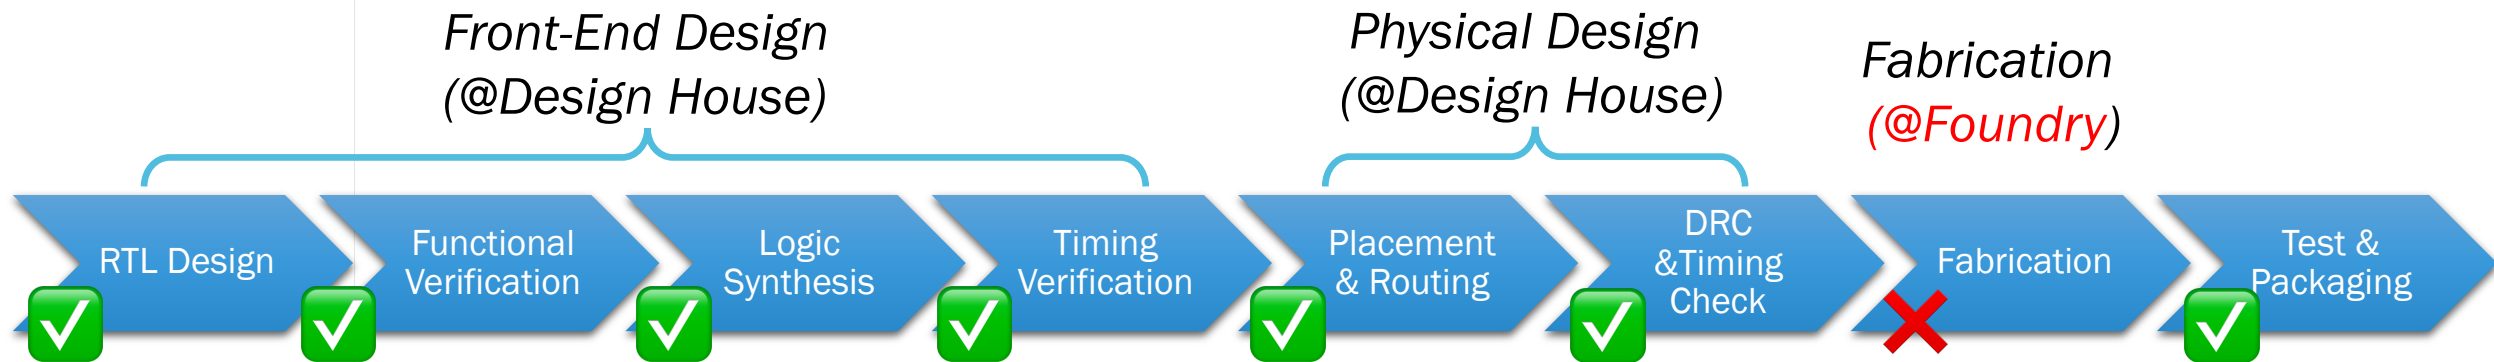 Front-End Design
(@Design House)
Physical Design
(@Design House)
Fabrication
(@Foundry)
RTL Design
Functional
Verification
Logic
Synthesis
Timing
Verification
Placement
& Routing
DRC
&Timing
Check
Fabrication
Test &
Packaging